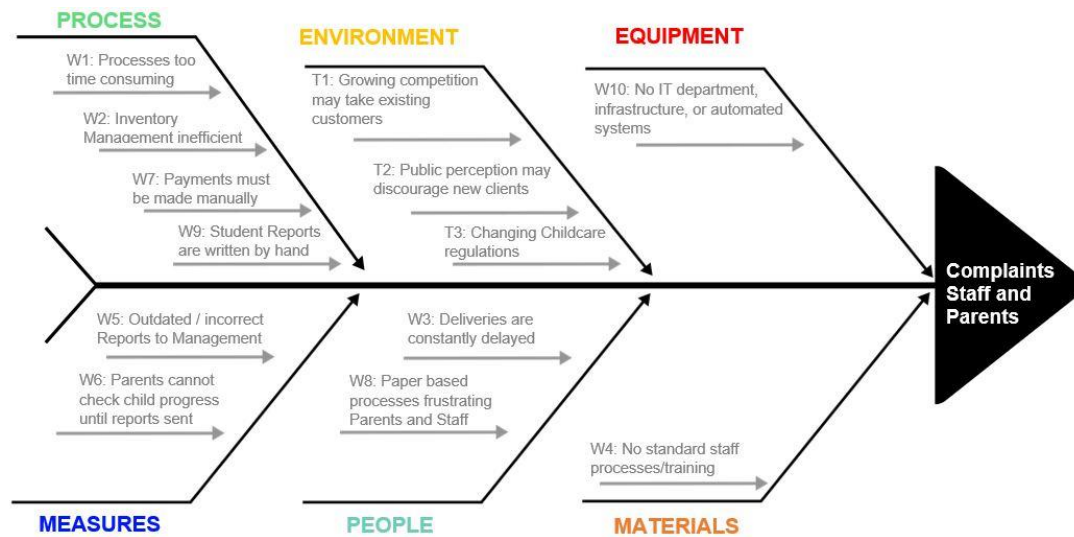 PROCESS
W1: Processes too
time consuming
W2: Inventory
Management inefficient
W7: Payments must
be made manually
W9: Student Reports
are written by hand
ENVIRONMENT
T1: Growing competition
may take existing
customers
T2: Public perception may
discourage new clients
T3: Changing Childcare
regulations
EQUIPMENT
W10: No IT department,
infrastructure, or automated
systems
Complaints
Staff and
Parents
W5: Outdated / incorrect
Reports to Management
W6: Parents cannot
check child progress
until reports sent
MEASURES
W3: Deliveries are
constantly delayed
W8: Paper based
processes frustrating
Parents and Staff
PEOPLE
W4: No standard staff
processes/training
MATERIALS